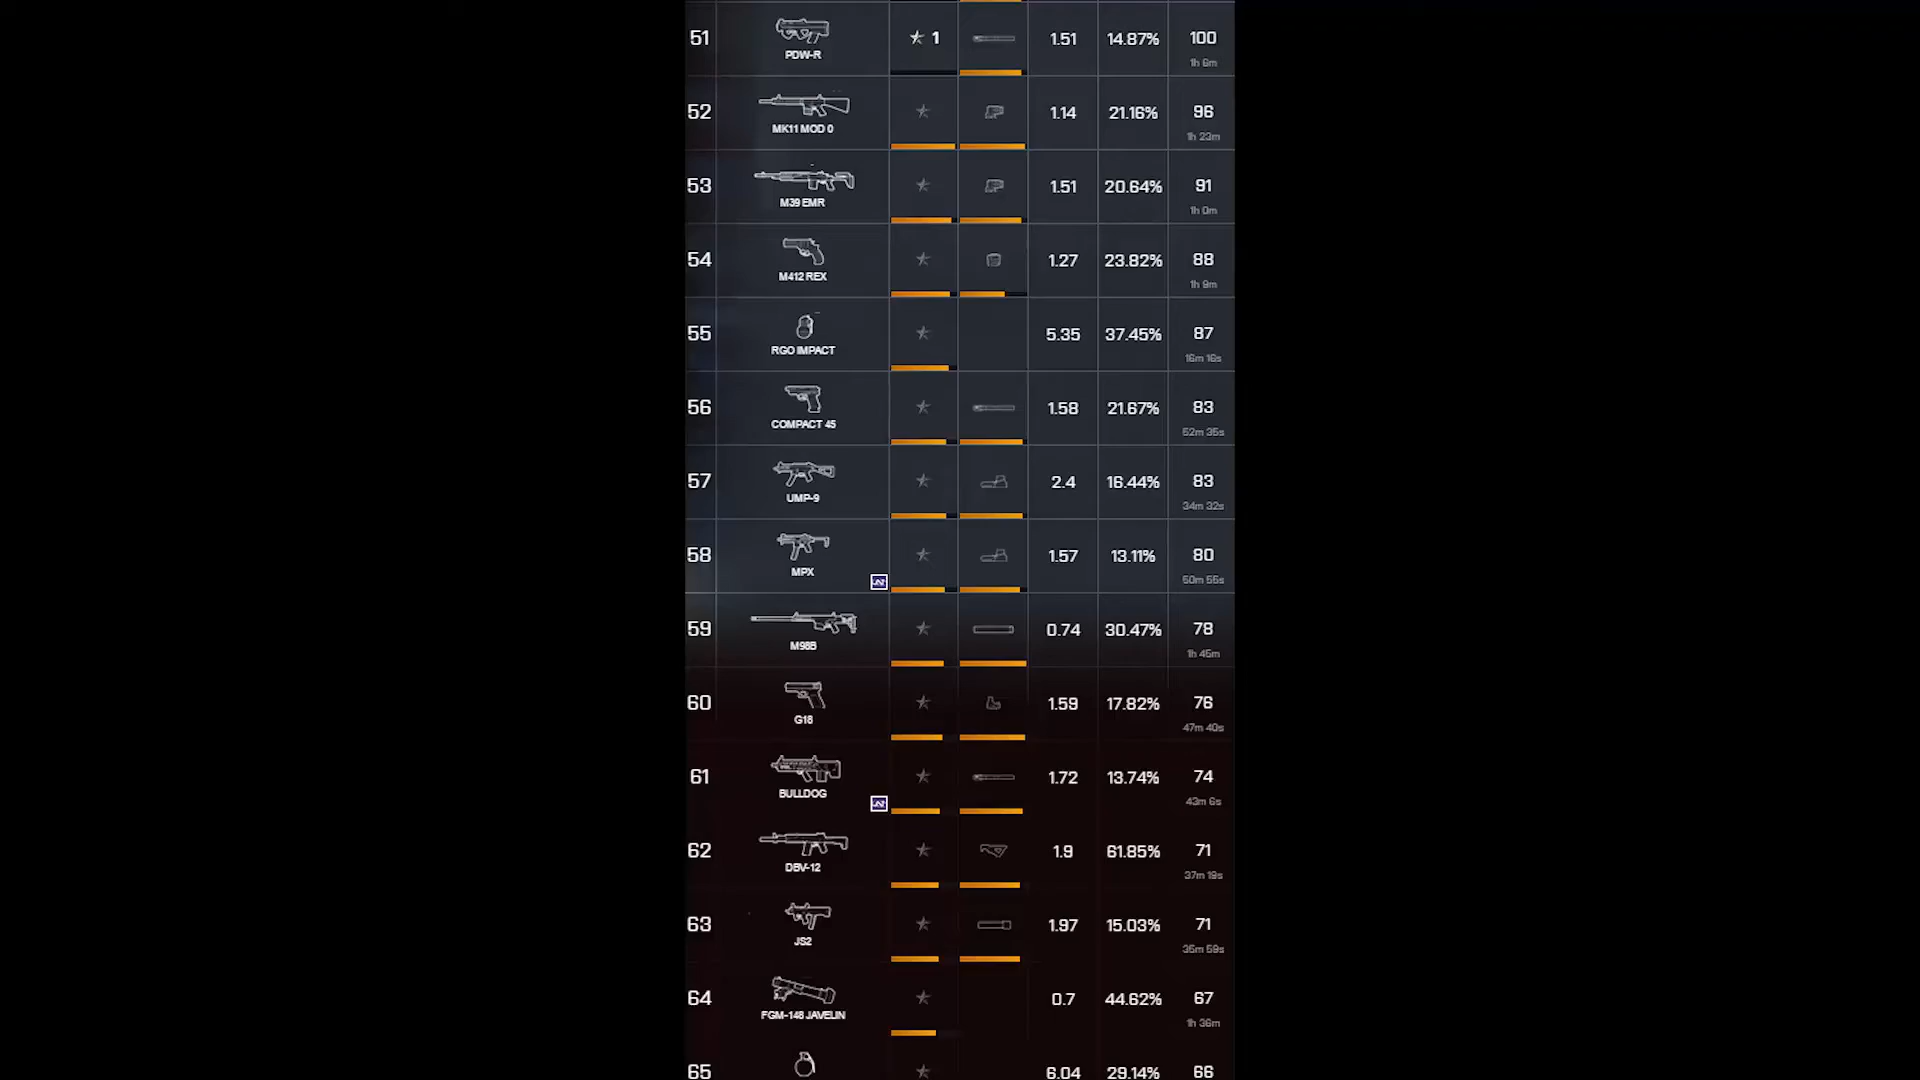 51 PDW-R 1 1.51 14.87% 100
1h 6m
52 MK11 MOD 0 1.14 21.16% 96
1h 23m
53 M39 EMR 1.51 20.64% 91
1h 0m
54 M412 REX 1.27 23.82% 88
1h 9m
55 RGO IMPACT 5.35 37.45% 87
16m 16s
56 COMPACT 45 1.58 21.67% 83
52m 35s
57 UMP-9 2.4 16.44% 83
34m 32s
58 MPX 1.57 13.11% 80
50m 55s
59 M98B 0.74 30.47% 78
1h 45m
60 G18 1.59 17.82% 76
47m 40s
61 BULLDOG 1.72 13.74% 74
43m 6s
62 DBV-12 1.9 61.85% 71
37m 19s
63 JS2 1.97 15.03% 71
35m 59s
64 FGM-148 JAVELIN 0.7 44.62% 67
1h 36m
65 6.04 29.14% 66